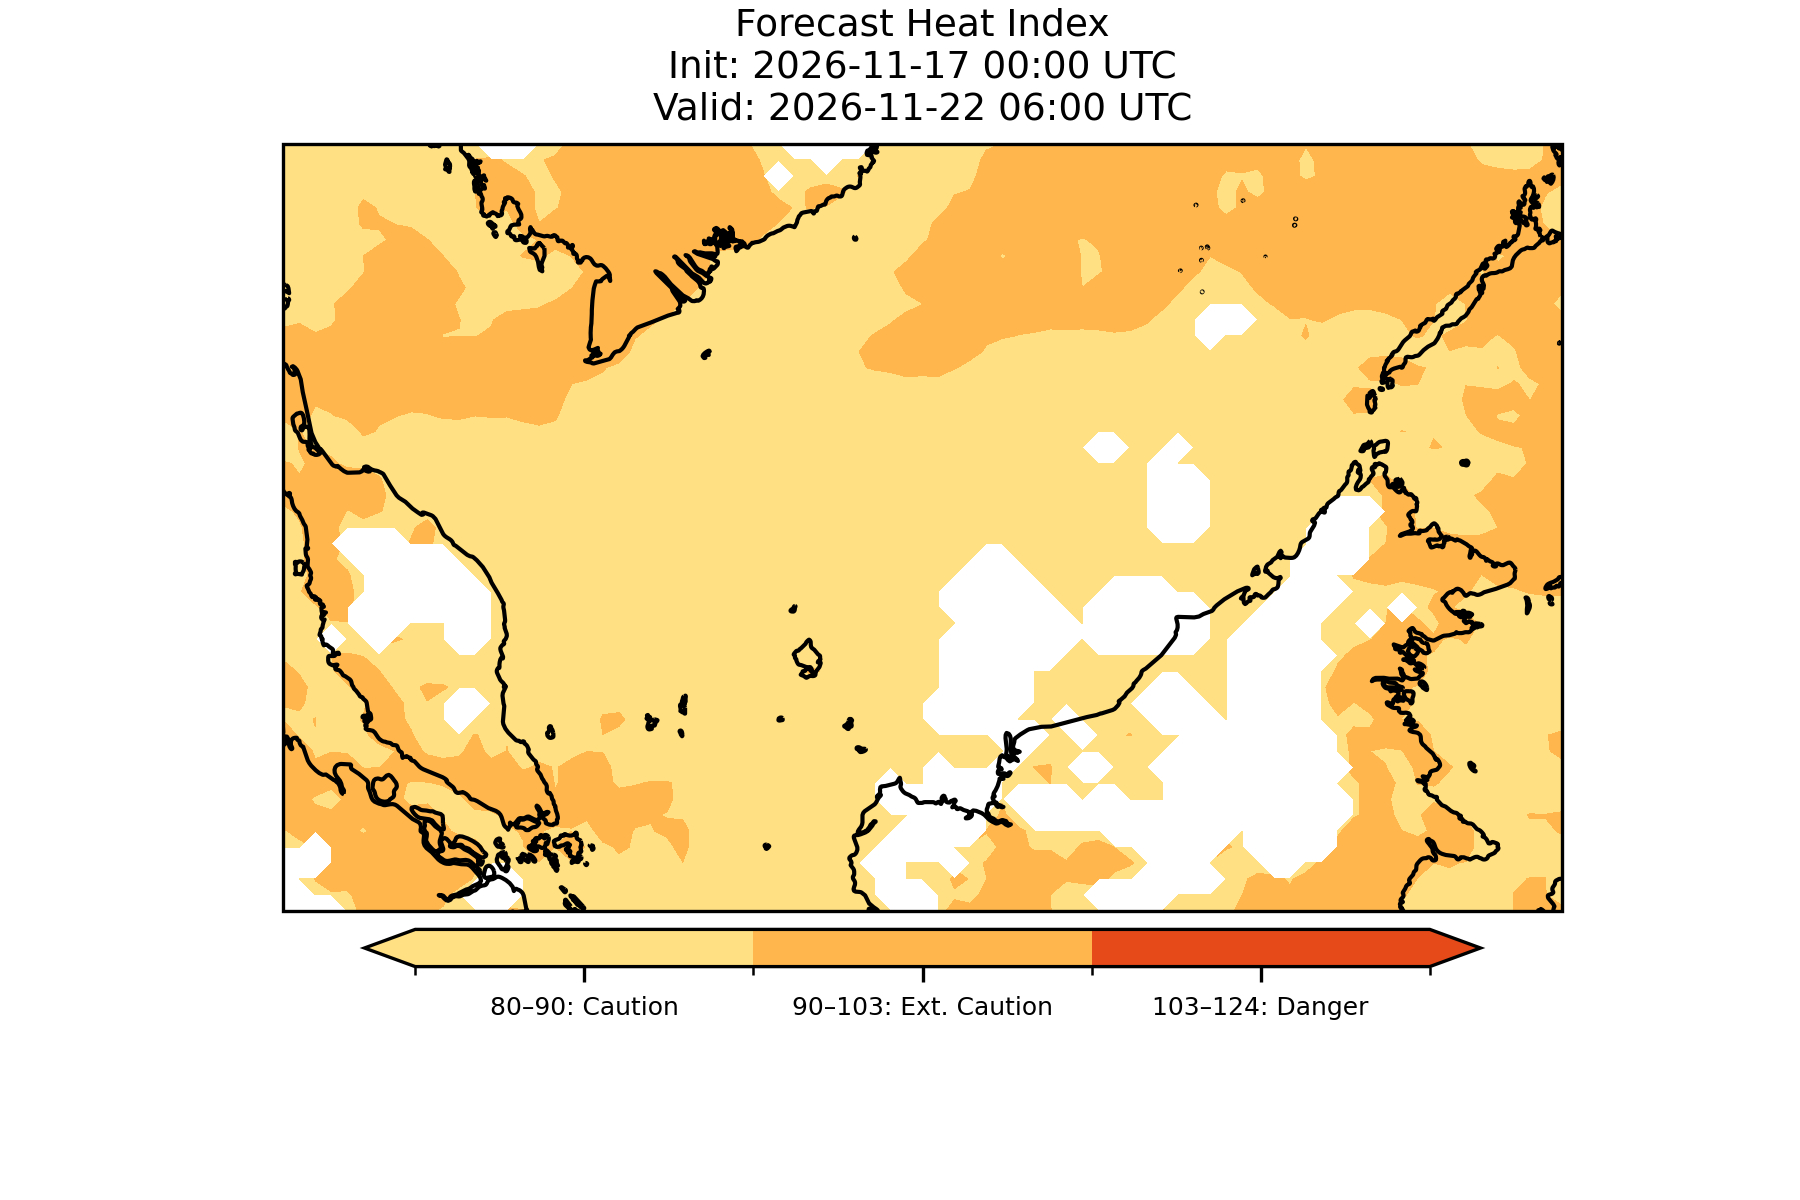 Forecast Heat Index
Init: 2026-11-17 00:00 UTC
Valid: 2026-11-22 06:00 UTC
80–90: Caution
90–103: Ext. Caution
103–124: Danger